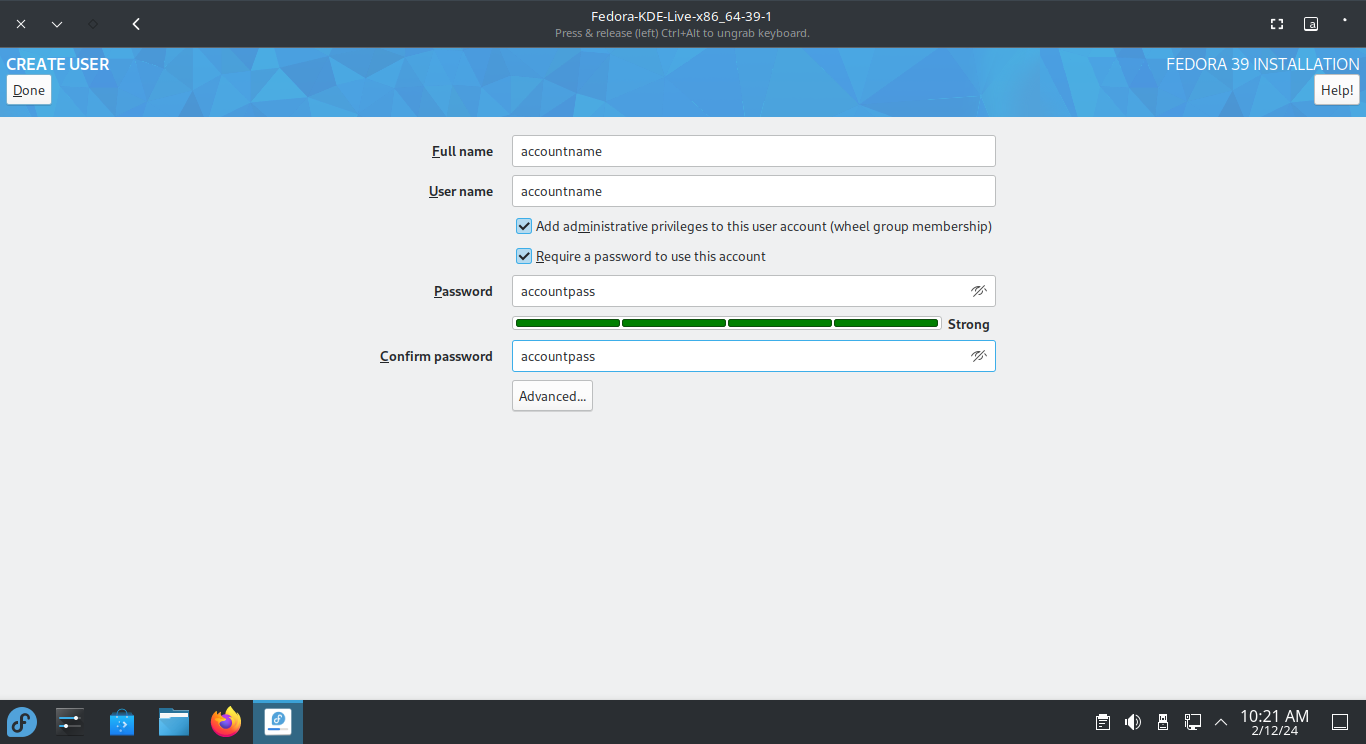 Fedora-KDE-Live-x86_64-39-1
Press & release (left) Ctrl+Alt to ungrab keyboard.
CREATE USER
FEDORA 39 INSTALLATION
Done
Help!
Full name
accountname
User name
accountname
Add administrative privileges to this user account (wheel group membership)
Require a password to use this account
Password
accountpass
Strong
Confirm password
accountpass
Advanced...
10:21 AM
2/12/24